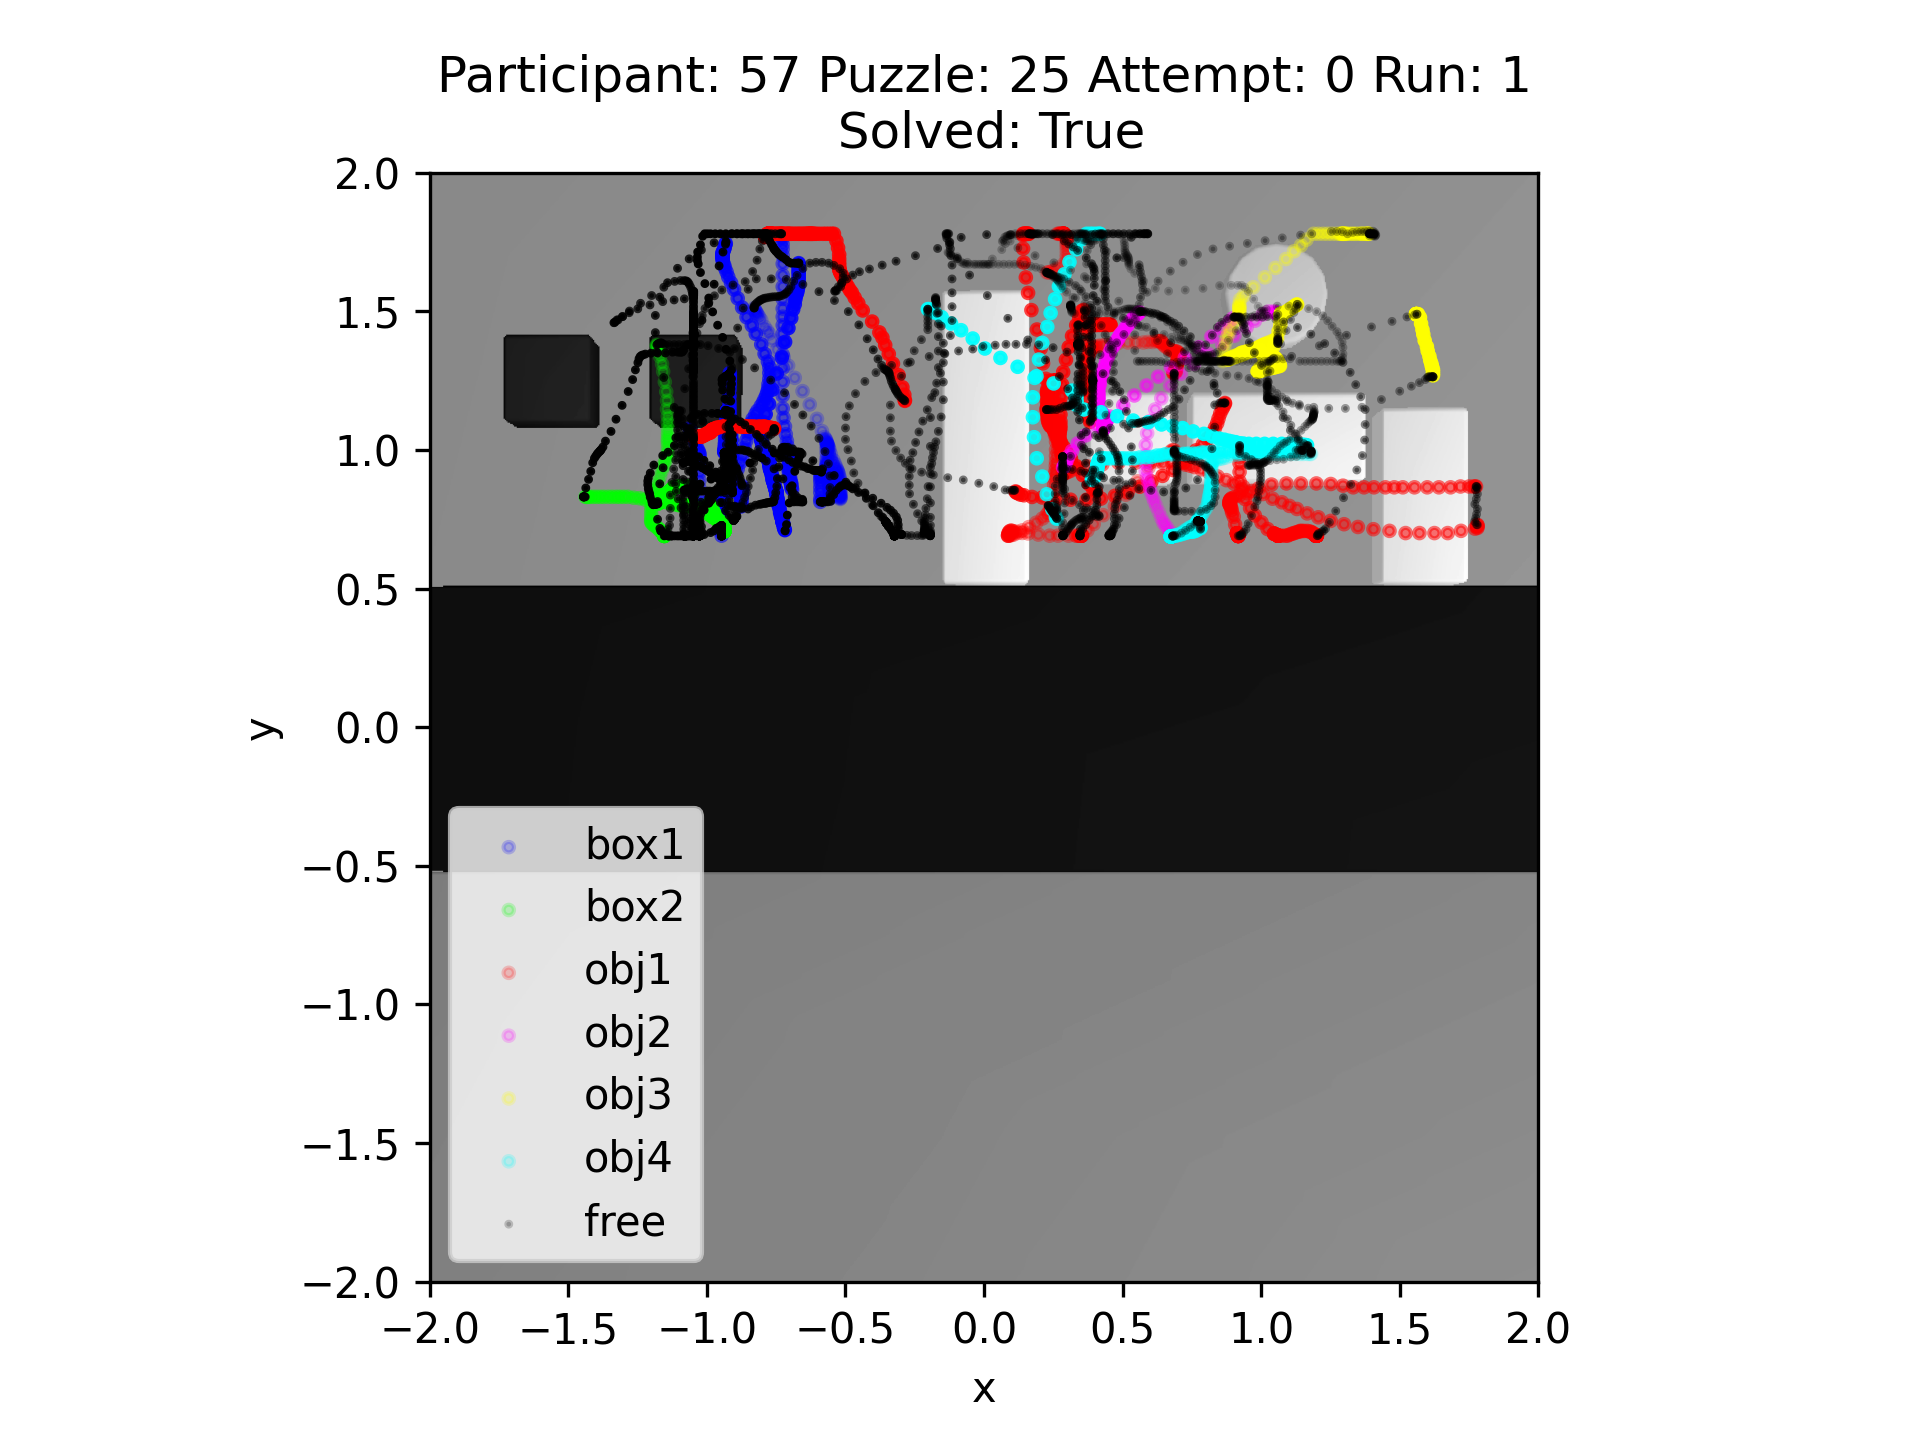 Participant: 57 Puzzle: 25 Attempt: 0 Run: 1
Solved: True
2.0
1.5
1.0
0.5
0.0
−0.5
−1.0
−1.5
−2.0
y
box1
box2
obj1
obj2
obj3
obj4
free
−2.0 −1.5 −1.0 −0.5 0.0 0.5 1.0 1.5 2.0
x